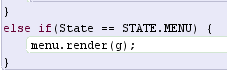 }
else if(State == STATE.MENU) {
menu.render(g);
}